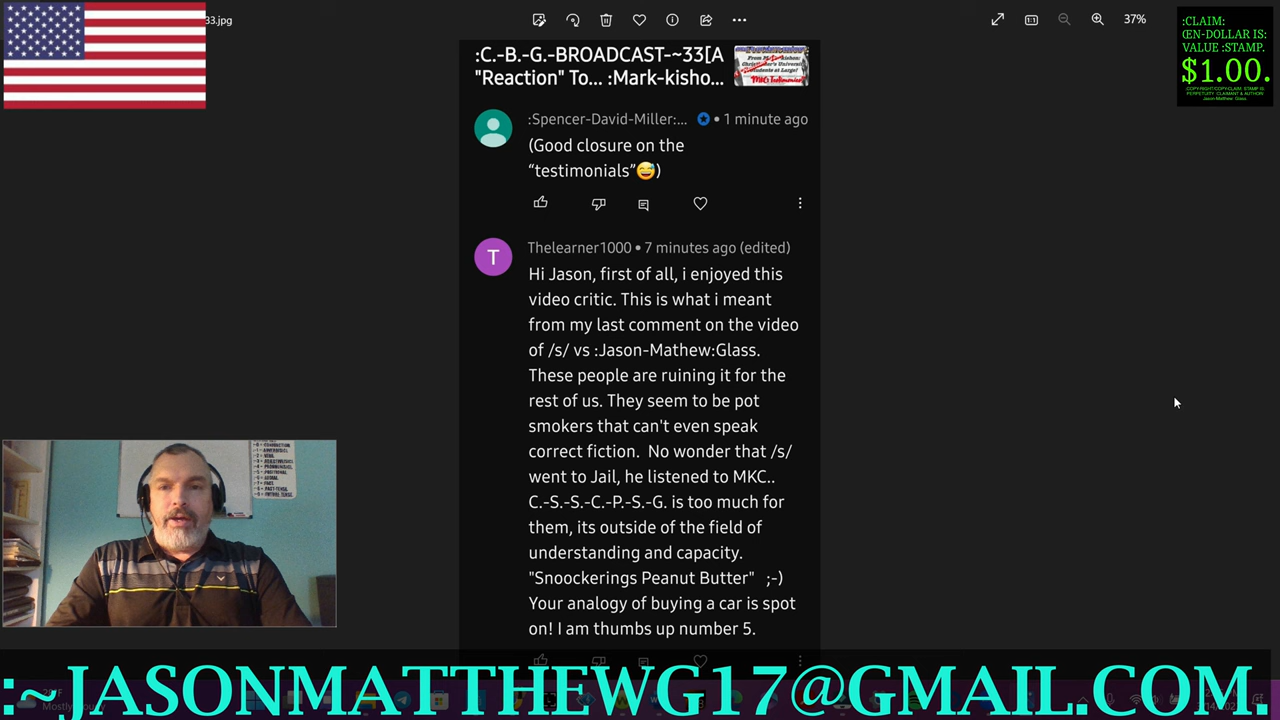 33.jpg
37%
:CLAIM:
(EN-DOLLAR IS:
VALUE :STAMP.
$1.00.
:C.-B.-G.-BROADCAST-~33[A
"Reaction" To... :Mark-kisho...
:Spencer-David-Miller:... • 1 minute ago
(Good closure on the
“testimonials”😅)
T
Thelearner1000 • 7 minutes ago (edited)
Hi Jason, first of all, i enjoyed this
video critic. This is what i meant
from my last comment on the video
of /s/ vs :Jason-Mathew:Glass.
These people are ruining it for the
rest of us. They seem to be pot
smokers that can't even speak
correct fiction.  No wonder that /s/
went to Jail, he listened to MKC..
C.-S.-S.-C.-P.-S.-G. is too much for
them, its outside of the field of
understanding and capacity.
"Snoockerings Peanut Butter"   ;-)
Your analogy of buying a car is spot
on! I am thumbs up number 5.
:~JASONMATTHEWG17@GMAIL.COM.